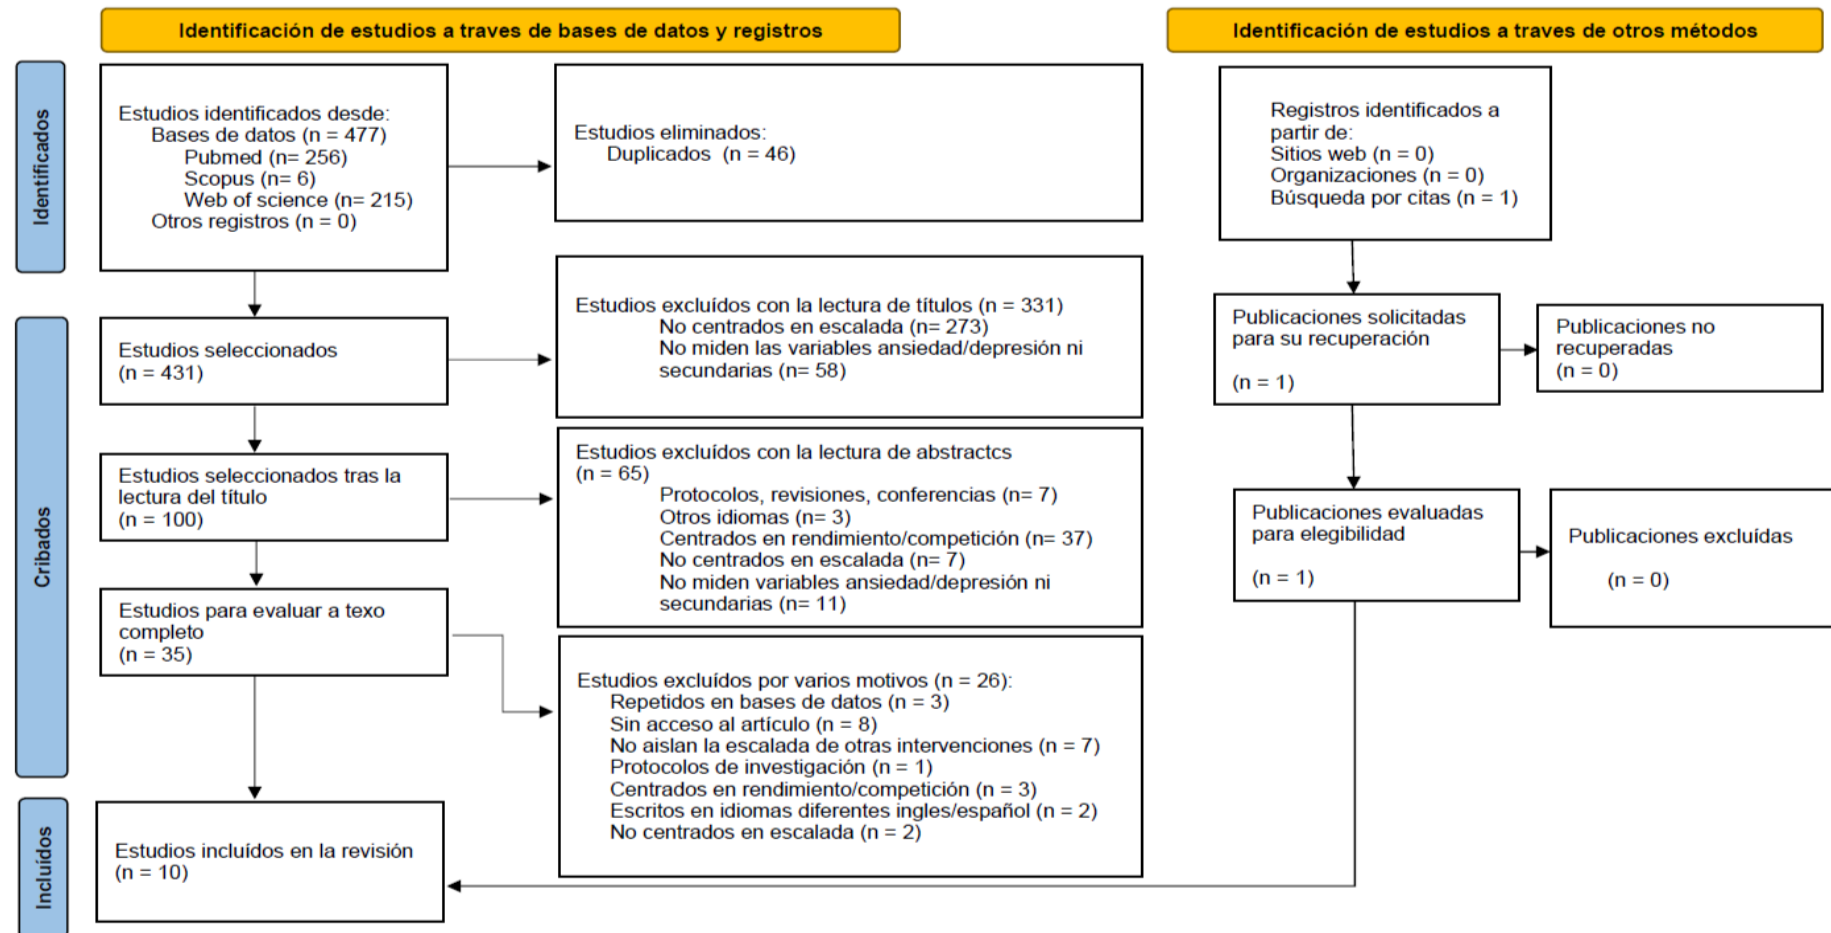 Identificación de estudios a traves de bases de datos y registros
Identificación de estudios a traves de otros métodos
Identificados
Estudios identificados desde:
Bases de datos (n = 477)
Pubmed (n= 256)
Scopus (n= 6)
Web of science (n= 215)
Otros registros (n = 0)
Estudios eliminados:
Duplicados (n = 46)
Registros identificados a
partir de:
Sitios web (n = 0)
Organizaciones (n = 0)
Búsqueda por citas (n = 1)
Cribados
Estudios seleccionados
(n = 431)
Estudios excluídos con la lectura de títulos (n = 331)
No centrados en escalada (n= 273)
No miden las variables ansiedad/depresión ni
secundarias (n= 58)
Publicaciones solicitadas
para su recuperación
(n = 1)
Publicaciones no
recuperadas
(n = 0)
Estudios seleccionados tras la
lectura del título
(n = 100)
Estudios excluídos con la lectura de abstractcs
(n = 65)
Protocolos, revisiones, conferencias (n= 7)
Otros idiomas (n= 3)
Centrados en rendimiento/competición (n= 37)
No centrados en escalada (n= 7)
No miden variables ansiedad/depresión ni
secundarias (n= 11)
Publicaciones evaluadas
para elegibilidad
(n = 1)
Publicaciones excluídas
(n = 0)
Estudios para evaluar a texo
completo
(n = 35)
Estudios excluídos por varios motivos (n = 26):
Repetidos en bases de datos (n = 3)
Sin acceso al artículo (n = 8)
No aislan la escalada de otras intervenciones (n = 7)
Protocolos de investigación (n = 1)
Centrados en rendimiento/competición (n = 3)
Escritos en idiomas diferentes ingles/español (n = 2)
No centrados en escalada (n = 2)
Incluídos
Estudios incluídos en la revisión
(n = 10)